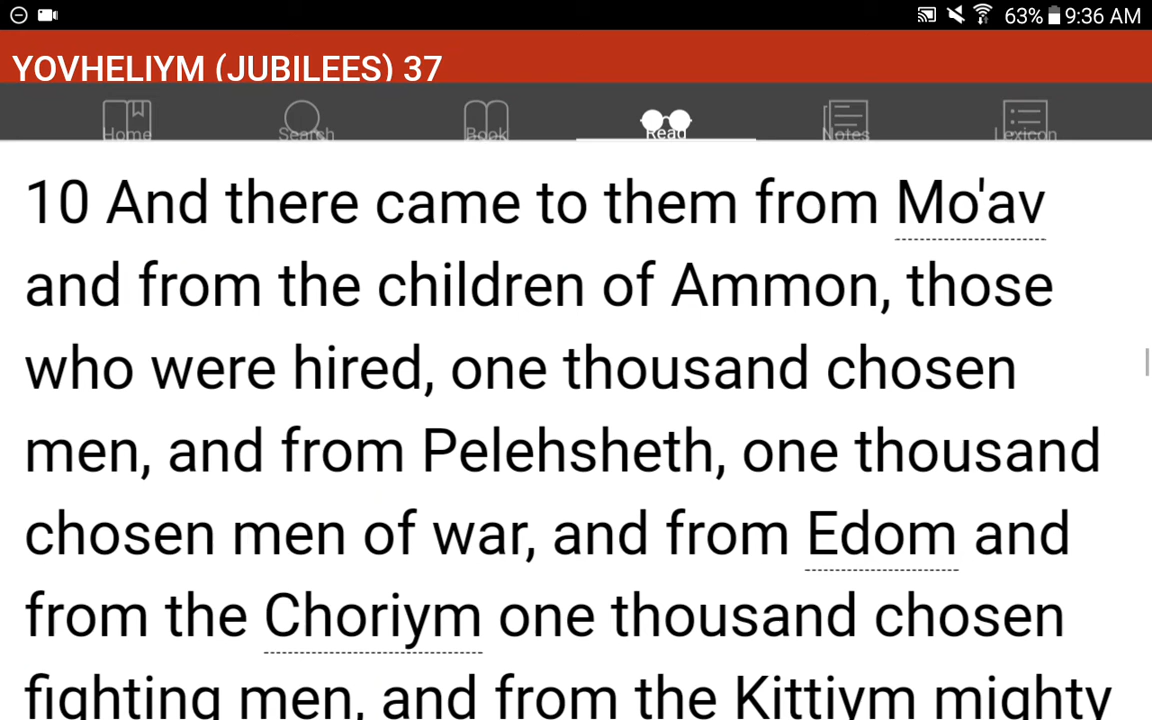 63% 9:36 AM
YOVHELIYM (JUBILEES) 37
Home Search Book Read Notes Lexicon
10 And there came to them from Mo'av
and from the children of Ammon, those
who were hired, one thousand chosen
men, and from Pelehsheth, one thousand
chosen men of war, and from Edom and
from the Choriym one thousand chosen
fighting men, and from the Kittiym mighty